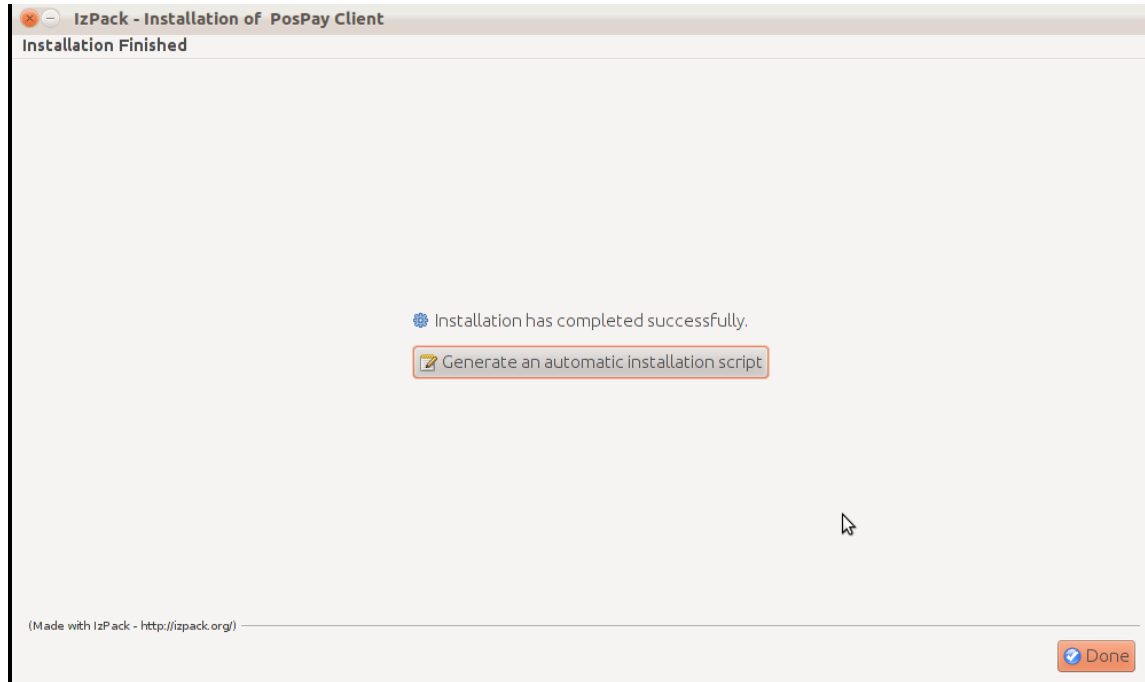 IzPack - Installation of PosPay Client
Installation Finished
Installation has completed successfully.
Generate an automatic installation script
(Made with IzPack - http://izpack.org/)
Done